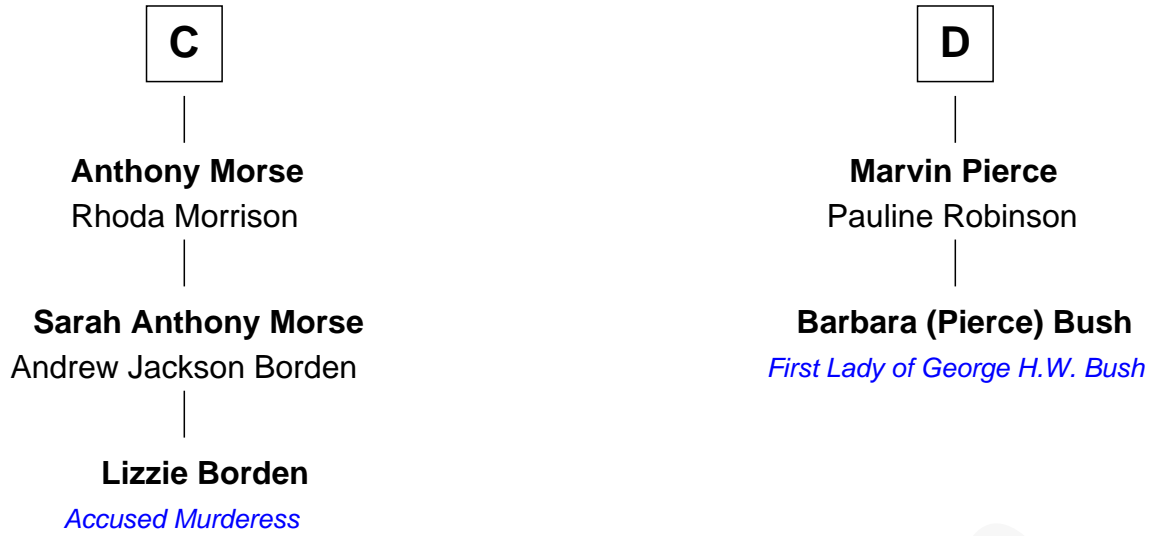 C
Anthony Morse
Rhoda Morrison
Sarah Anthony Morse
Andrew Jackson Borden
Lizzie Borden
Accused Murderess
D
Marvin Pierce
Pauline Robinson
Barbara (Pierce) Bush
First Lady of George H.W. Bush